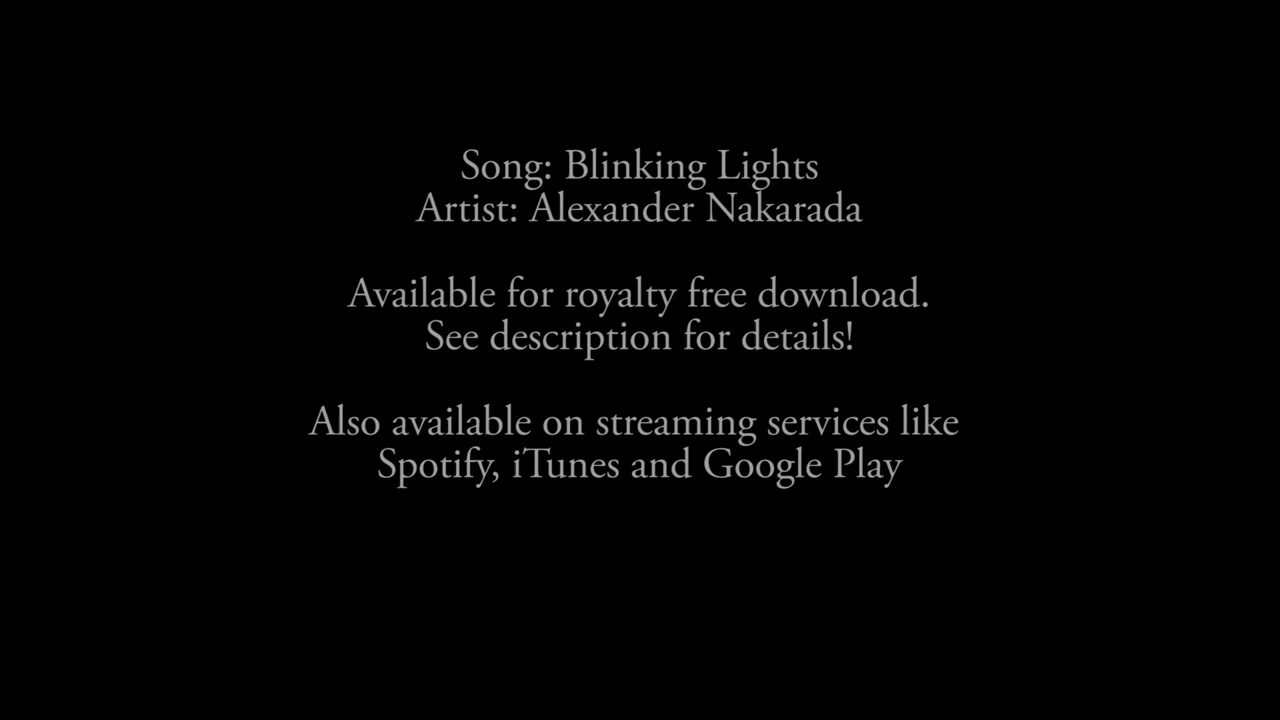 Song: Blinking Lights
Artist: Alexander Nakarada
Available for royalty free download.
See description for details!
Also available on streaming services like
Spotify, iTunes and Google Play